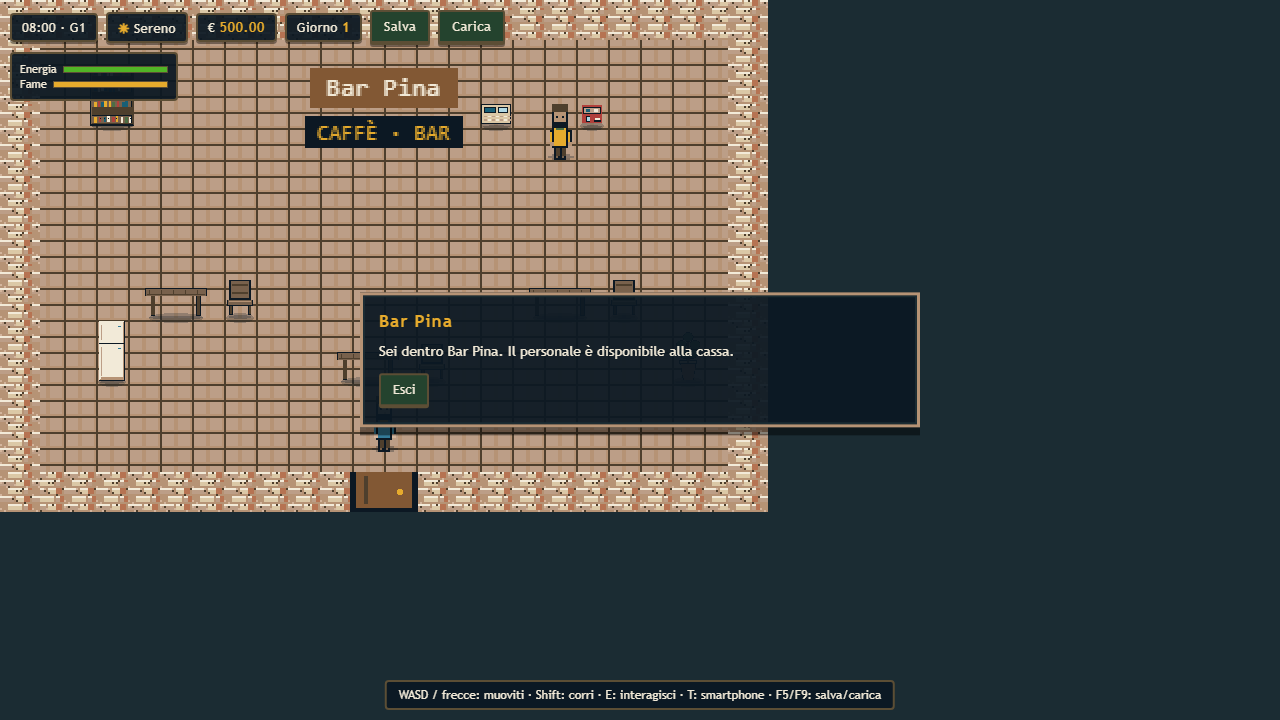 08:00 · G1
Sereno
€ 500.00
Giorno 1
Salva
Carica
Energia
Fame
Bar Pina
CAFFÈ · BAR
Bar Pina
Sei dentro Bar Pina. Il personale è disponibile alla cassa.
Esci
WASD / frecce: muoviti · Shift: corri · E: interagisci · T: smartphone · F5/F9: salva/carica